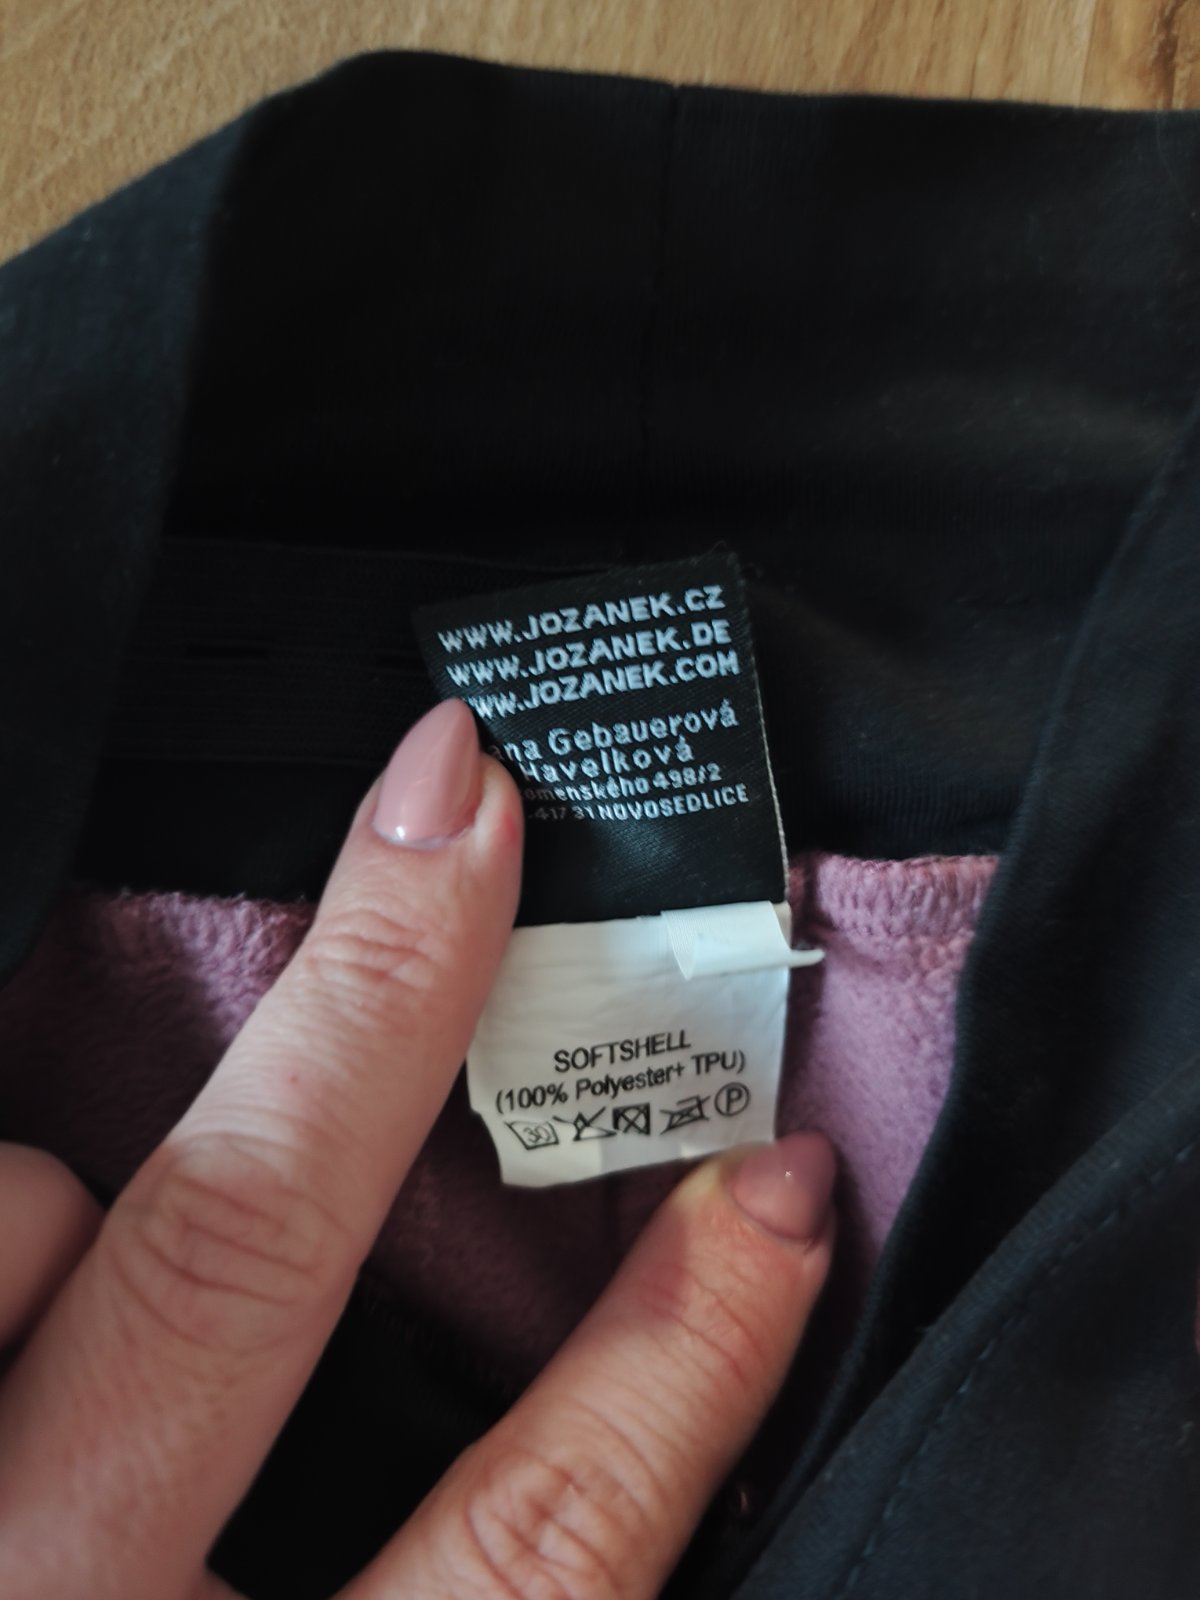 WWW.JOZANEK.CZ
WWW.JOZANEK.DE
WWW.JOZANEK.COM
Gebauerová
Havelková
498/2
417 31 NOVOSEDLICE
SOFTSHELL
(100% Polyester+ TPU)
30 P